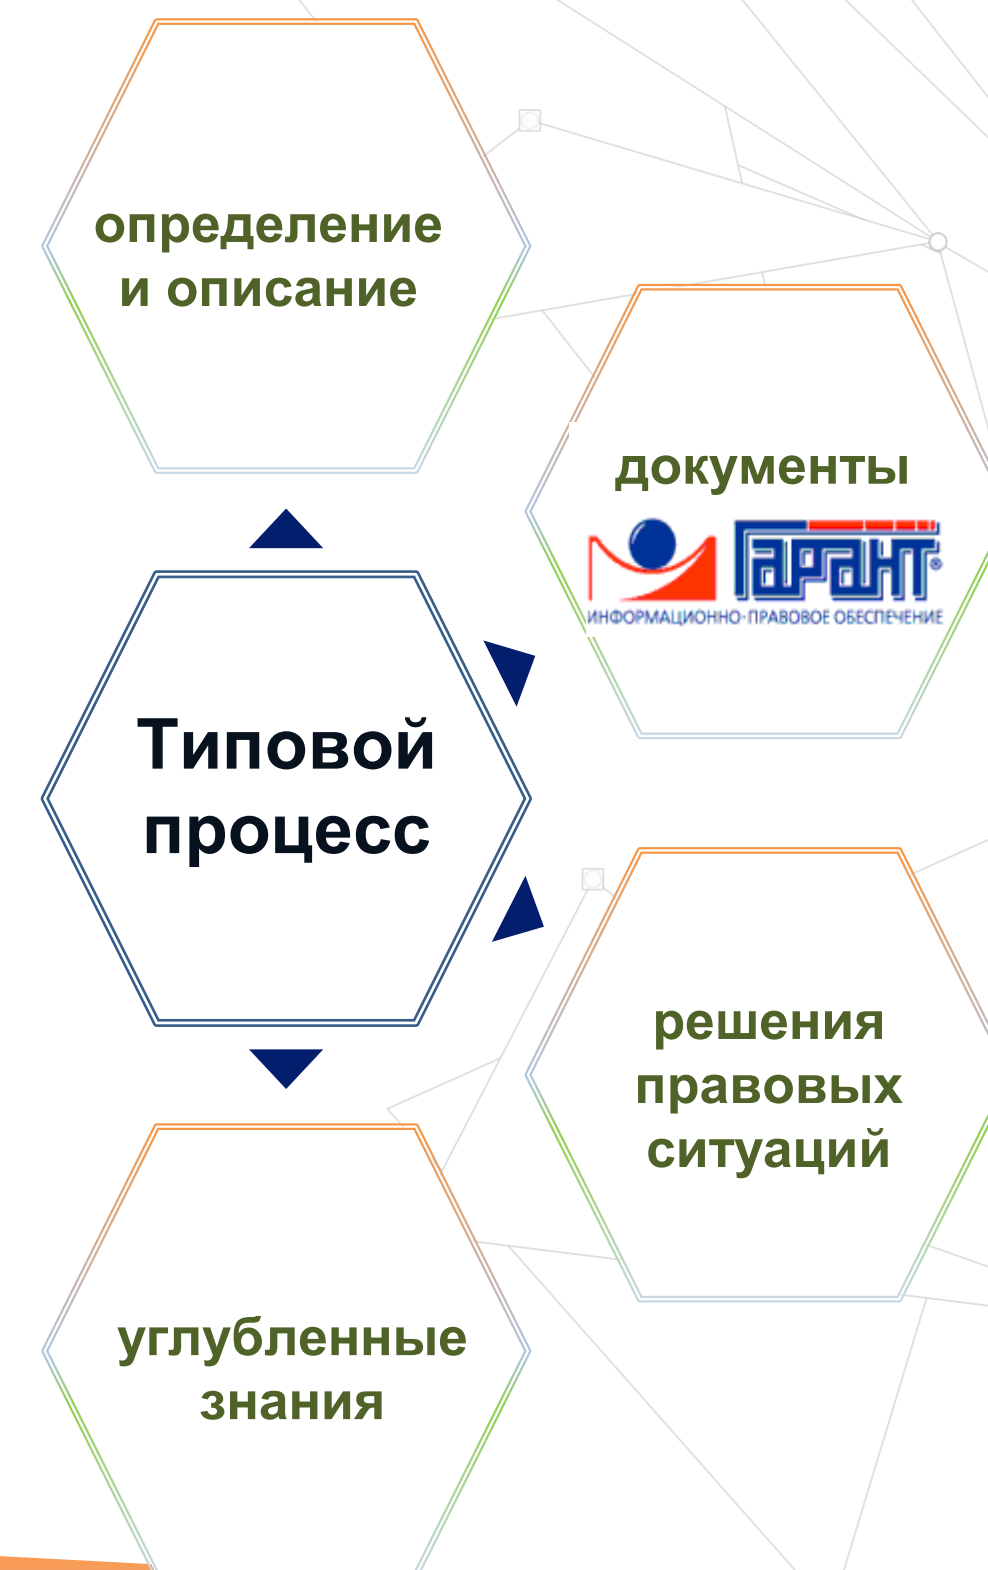 определение
и описание
документы
Гарант®
ИНФОРМАЦИОННО-ПРАВОВОЕ ОБЕСПЕЧЕНИЕ
Типовой
процесс
решения
правовых
ситуаций
углубленные
знания